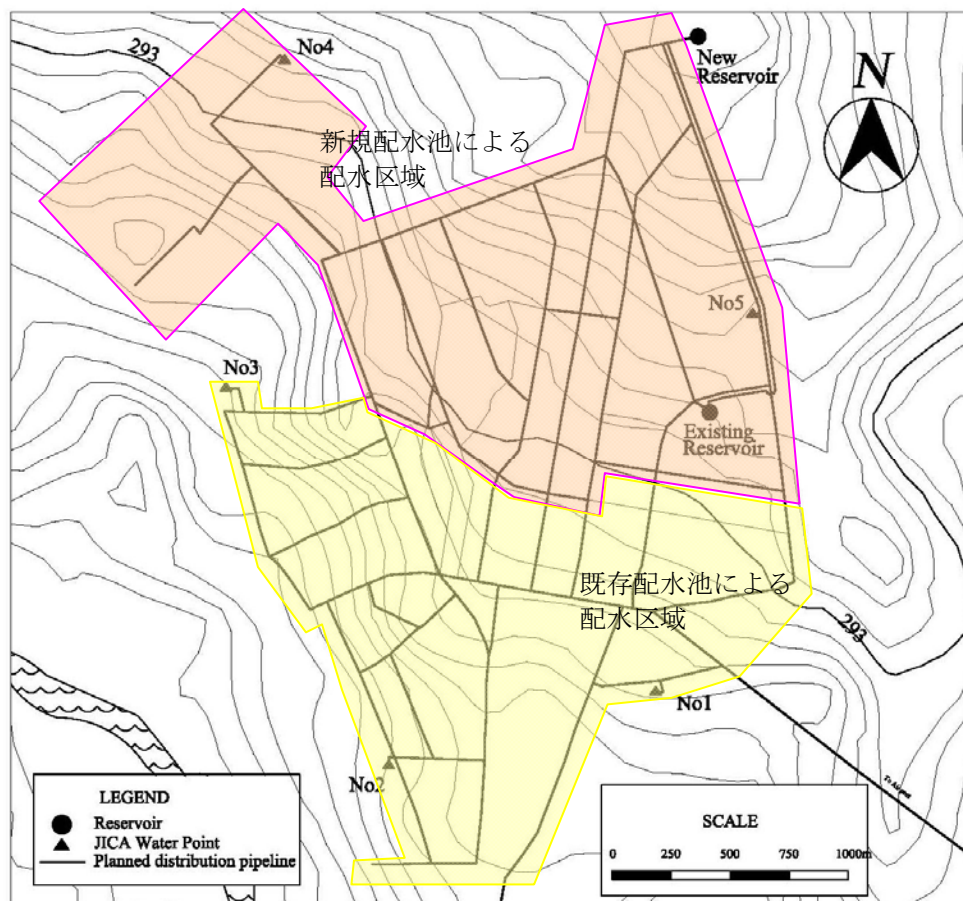 293
No4
New
Reservoir
N
新規配水池による
配水区域
No5
No3
Existing
Reservoir
既存配水池による
配水区域
293
No1
No2
To Airport
LEGEND
Reservoir
JICA Water Point
Planned distribution pipeline
SCALE
0 250 500 750 1000m